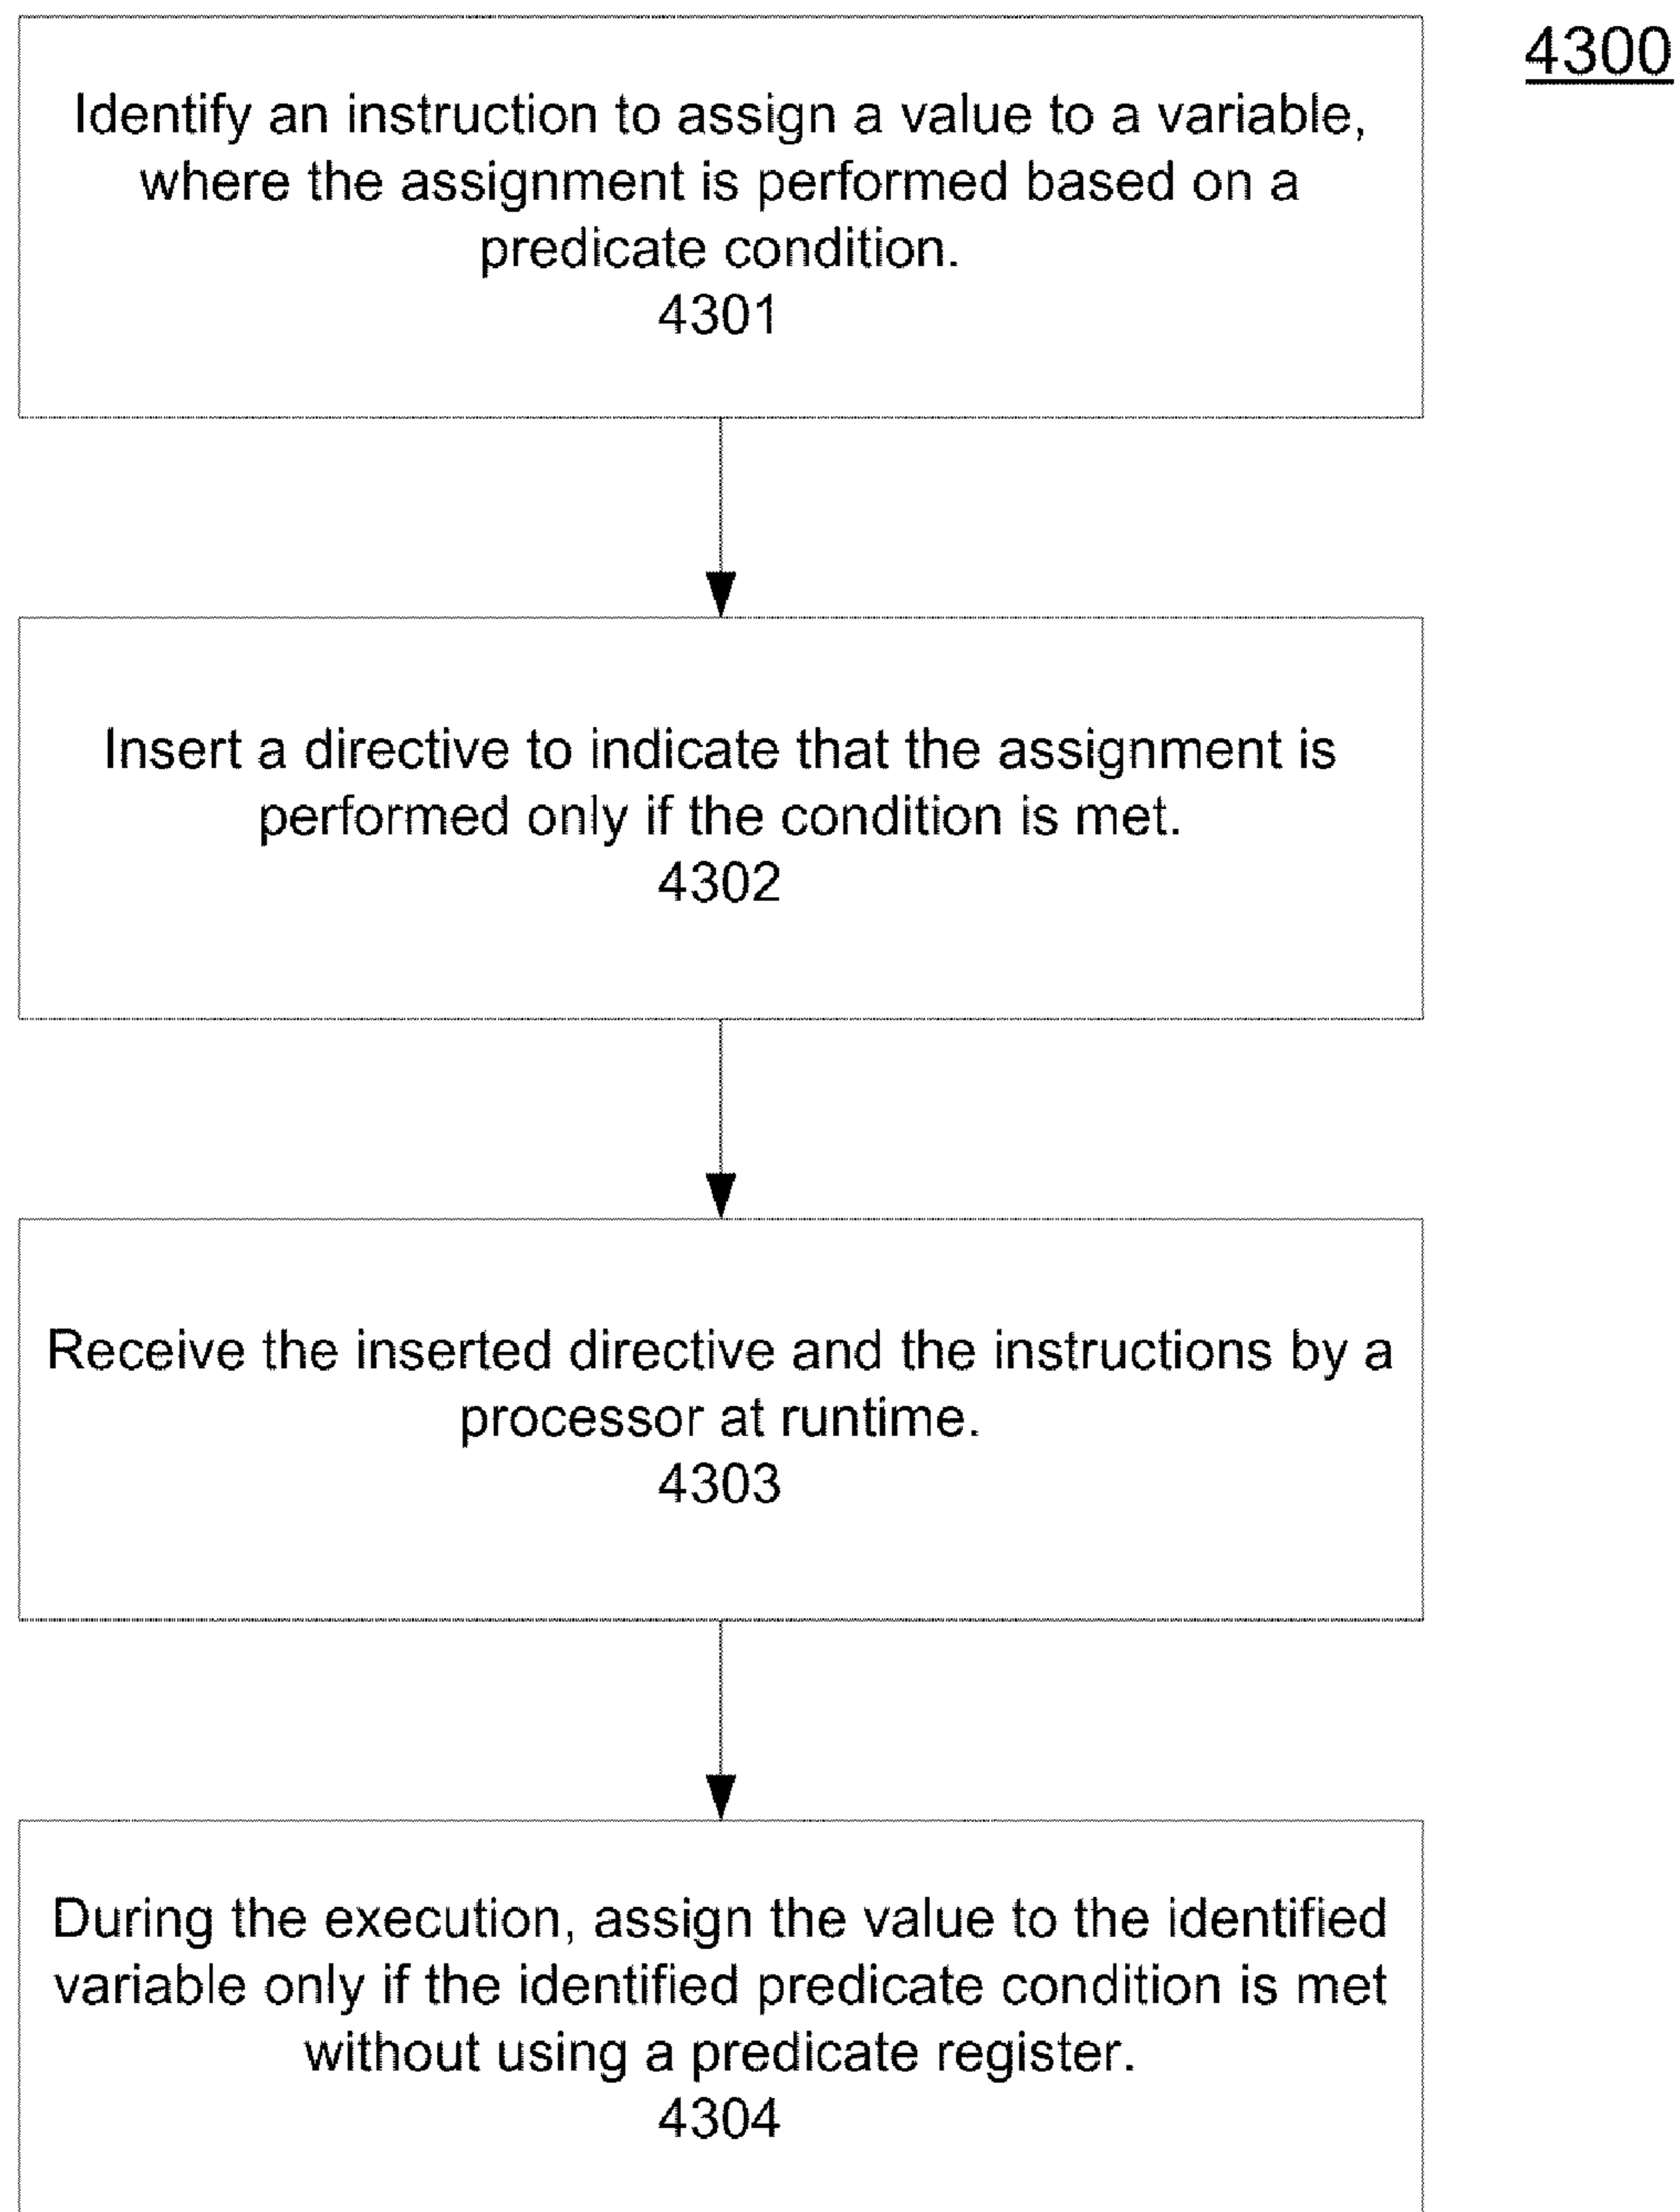 4300
Identify an instruction to assign a value to a variable,
where the assignment is performed based on a
predicate condition.
4301
Insert a directive to indicate that the assignment is
performed only if the condition is met.
4302
Receive the inserted directive and the instructions by a
processor at runtime.
4303
During the execution, assign the value to the identified
variable only if the identified predicate condition is met
without using a predicate register.
4304